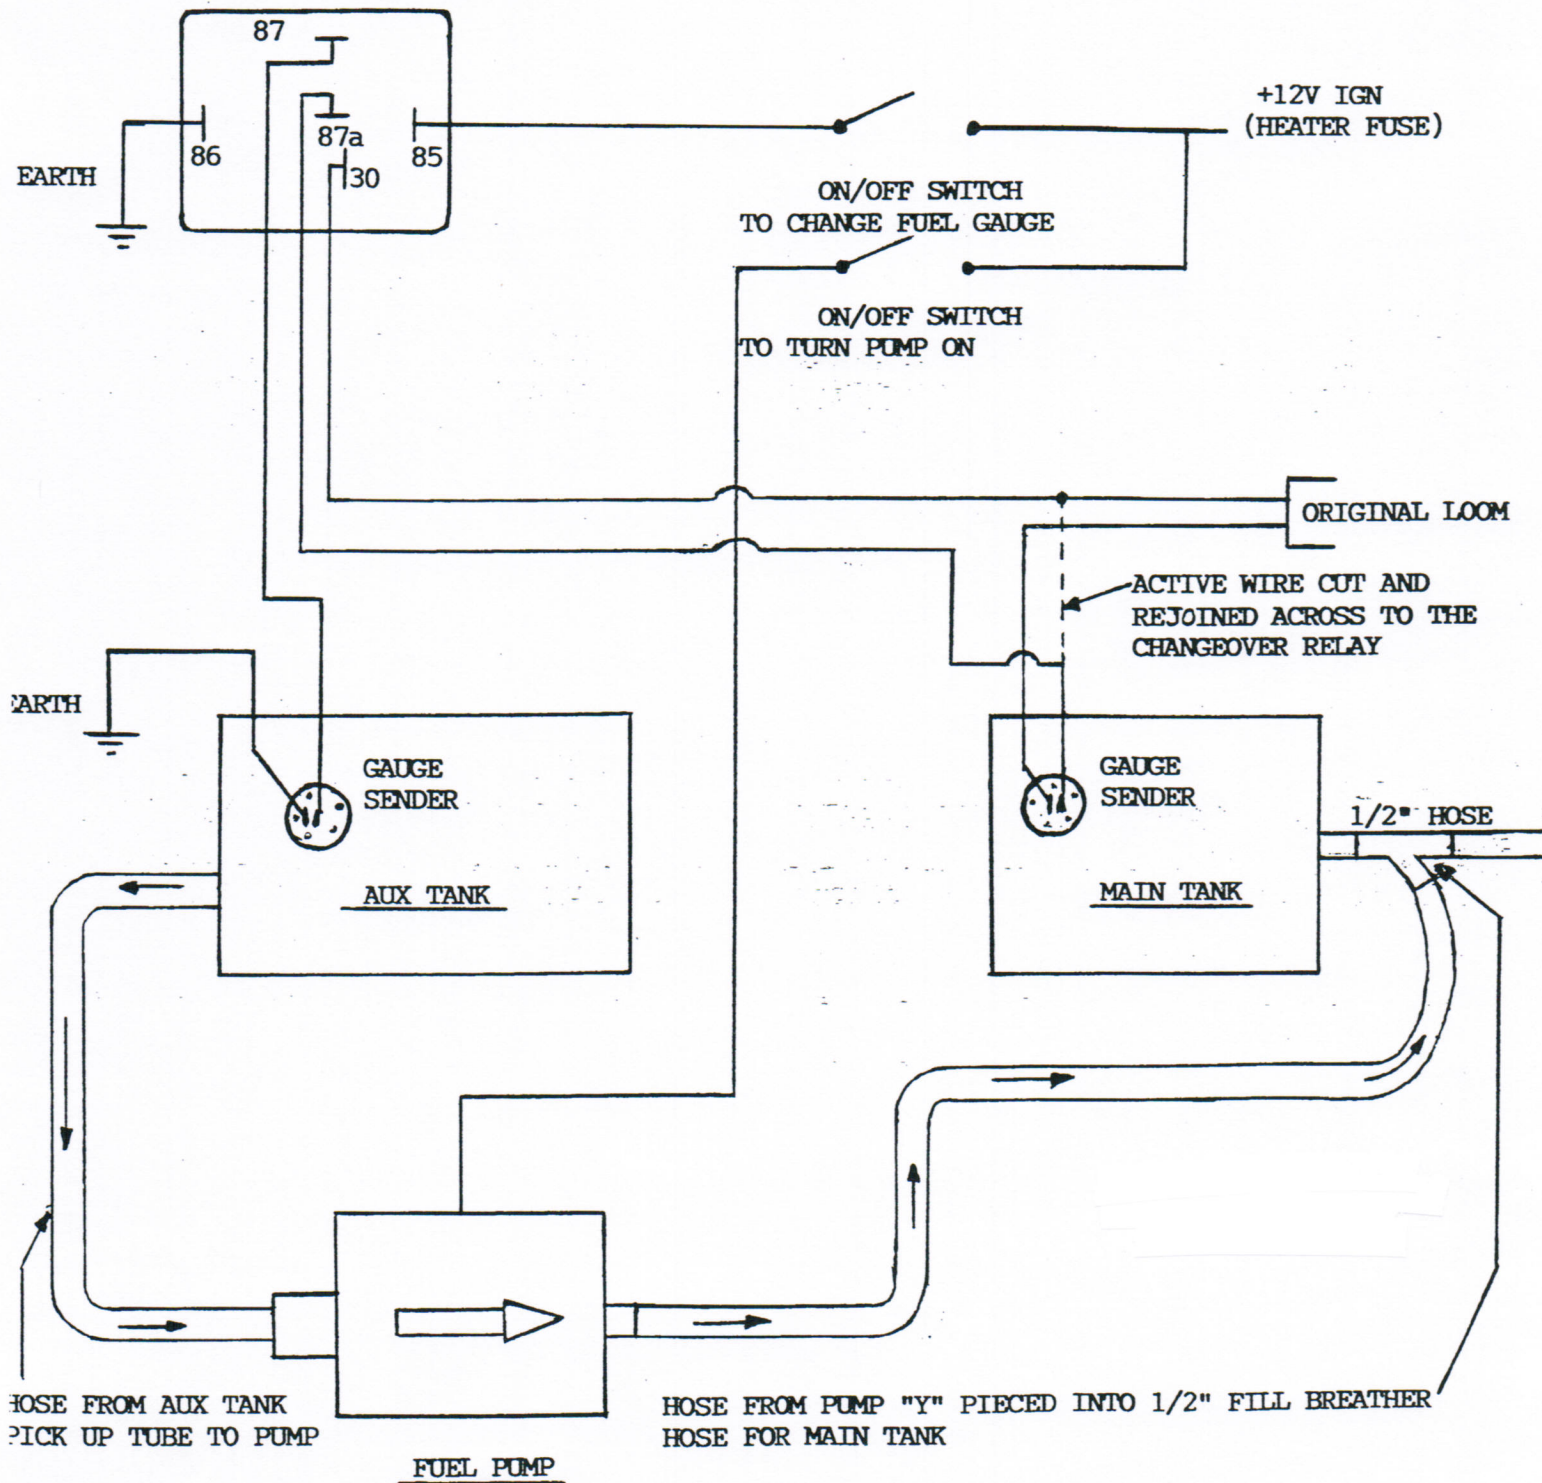 87
87a
86
85
30
+12V IGN
(HEATER FUSE)
EARTH
ON/OFF SWITCH
TO CHANGE FUEL GAUGE
ON/OFF SWITCH
TO TURN PUMP ON
ORIGINAL LOOM
ACTIVE WIRE CUT AND
REJOINED ACROSS TO THE
CHANGEOVER RELAY
EARTH
GAUGE
SENDER
AUX TANK
GAUGE
SENDER
MAIN TANK
1/2" HOSE
HOSE FROM AUX TANK
PICK UP TUBE TO PUMP
HOSE FROM PUMP "Y" PIECED INTO 1/2" FILL BREATHER
HOSE FOR MAIN TANK
FUEL PUMP